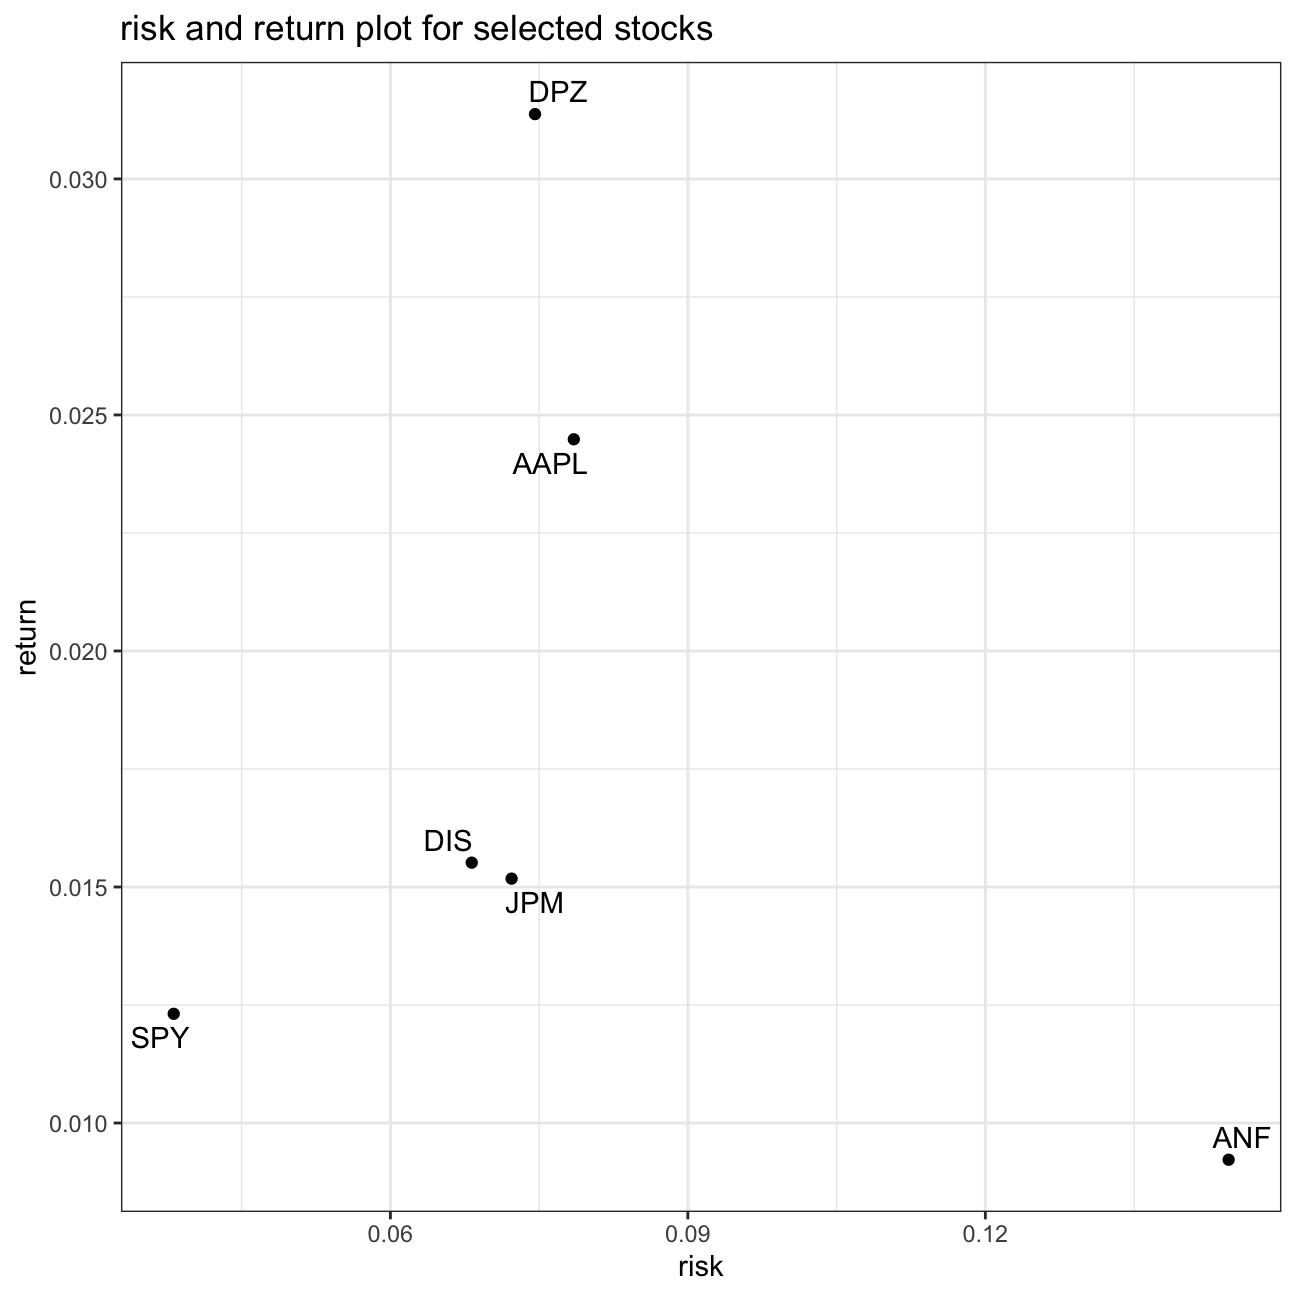 risk and return plot for selected stocks
DPZ
0.030
0.025
AAPL
return
0.020
DIS
0.015
JPM
SPY
0.010
ANF
0.06 0.09 0.12
risk